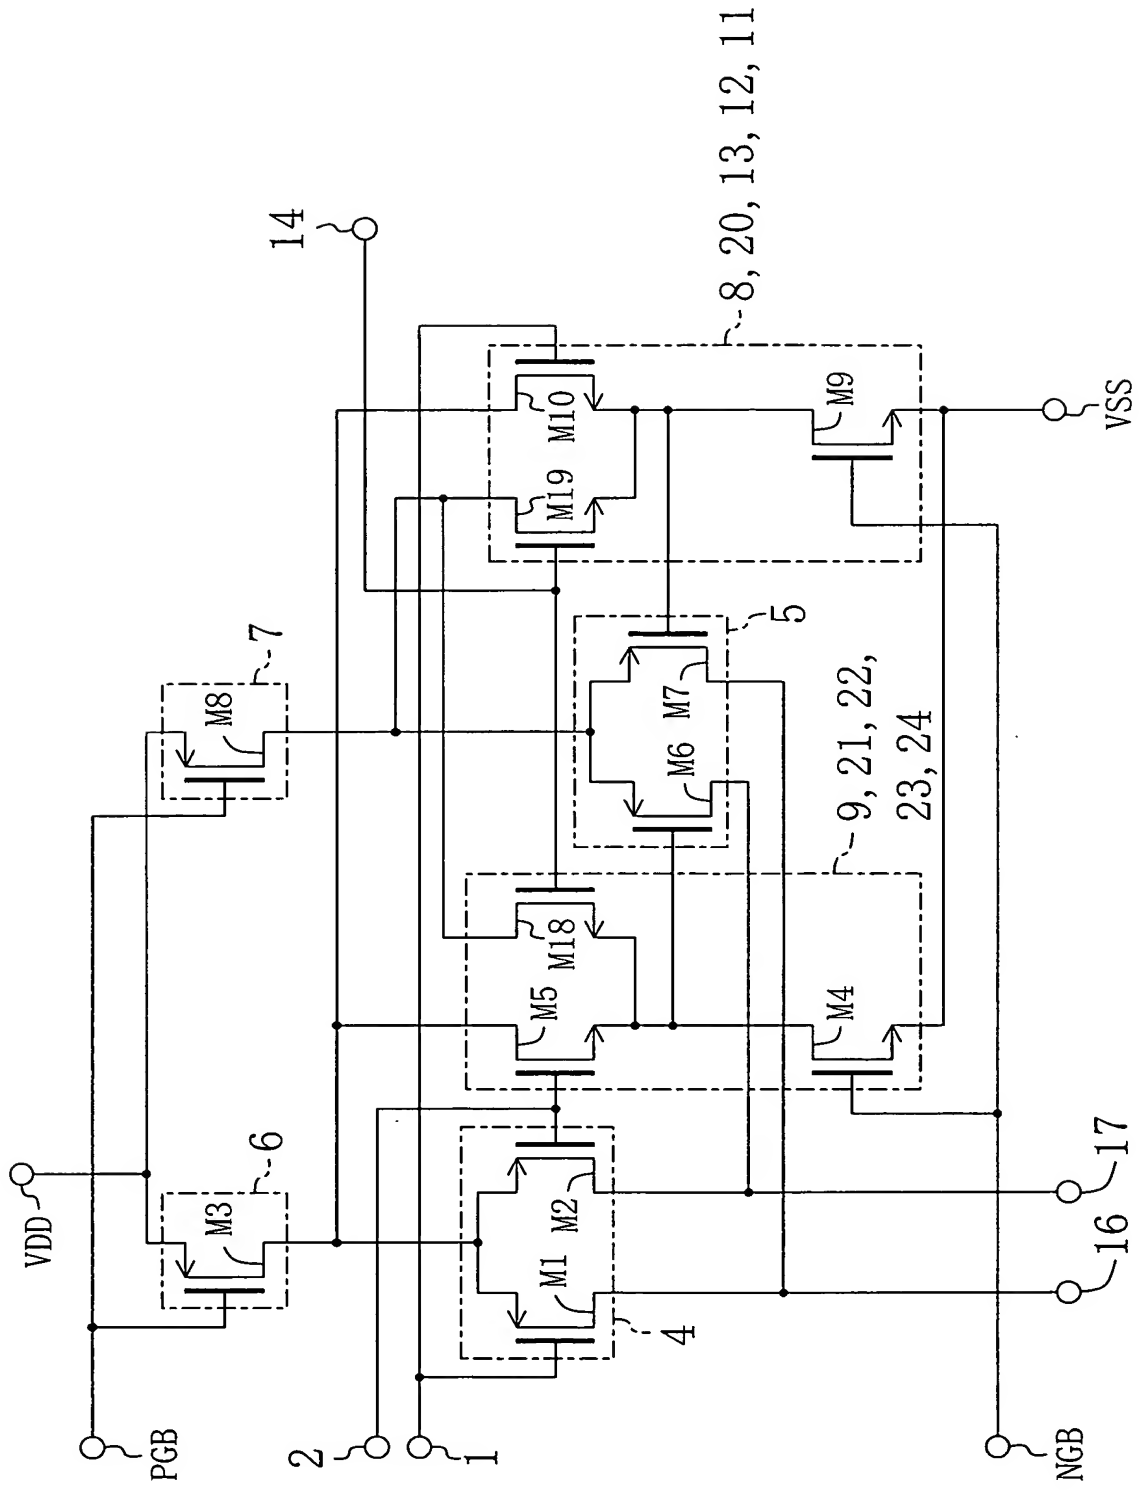 VDD
PGB
M3
6
M8
7
14
2
1
M1
M2
4
M5
M18
M4
9, 21, 22,
23, 24
M6
M7
5
M19
M10
M9
8, 20, 13, 12, 11
VSS
16
17
NGB